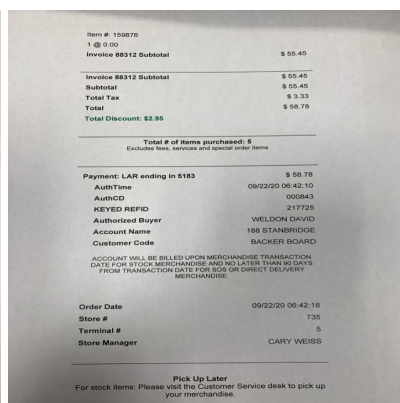 Item #: 159876
1 @ 0.00
Invoice 88312 Subtotal $ 55.45
Invoice 88312 Subtotal $ 55.45
Subtotal $ 55.45
Total Tax $ 3.33
Total $ 58.78
Total Discount: $2.95
Total # of items purchased: 5
Excludes fees, services and special order items
Payment: LAR ending in 5183 $ 58.78
AuthTime 09/22/20 06:42:10
AuthCD 000843
KEYED REFID 217725
Authorized Buyer WELDON DAVID
Account Name 188 STANBRIDGE
Customer Code BACKER BOARD
ACCOUNT WILL BE BILLED UPON MERCHANDISE TRANSACTION
DATE FOR STOCK MERCHANDISE AND NO LATER THAN 90 DAYS
FROM TRANSACTION DATE FOR SOS OR DIRECT DELIVERY
MERCHANDISE.
Order Date 09/22/20 06:42:18
Store # 735
Terminal # 5
Store Manager CARY WEISS
Pick Up Later
For stock items: Please visit the Customer Service desk to pick up
your merchandise.